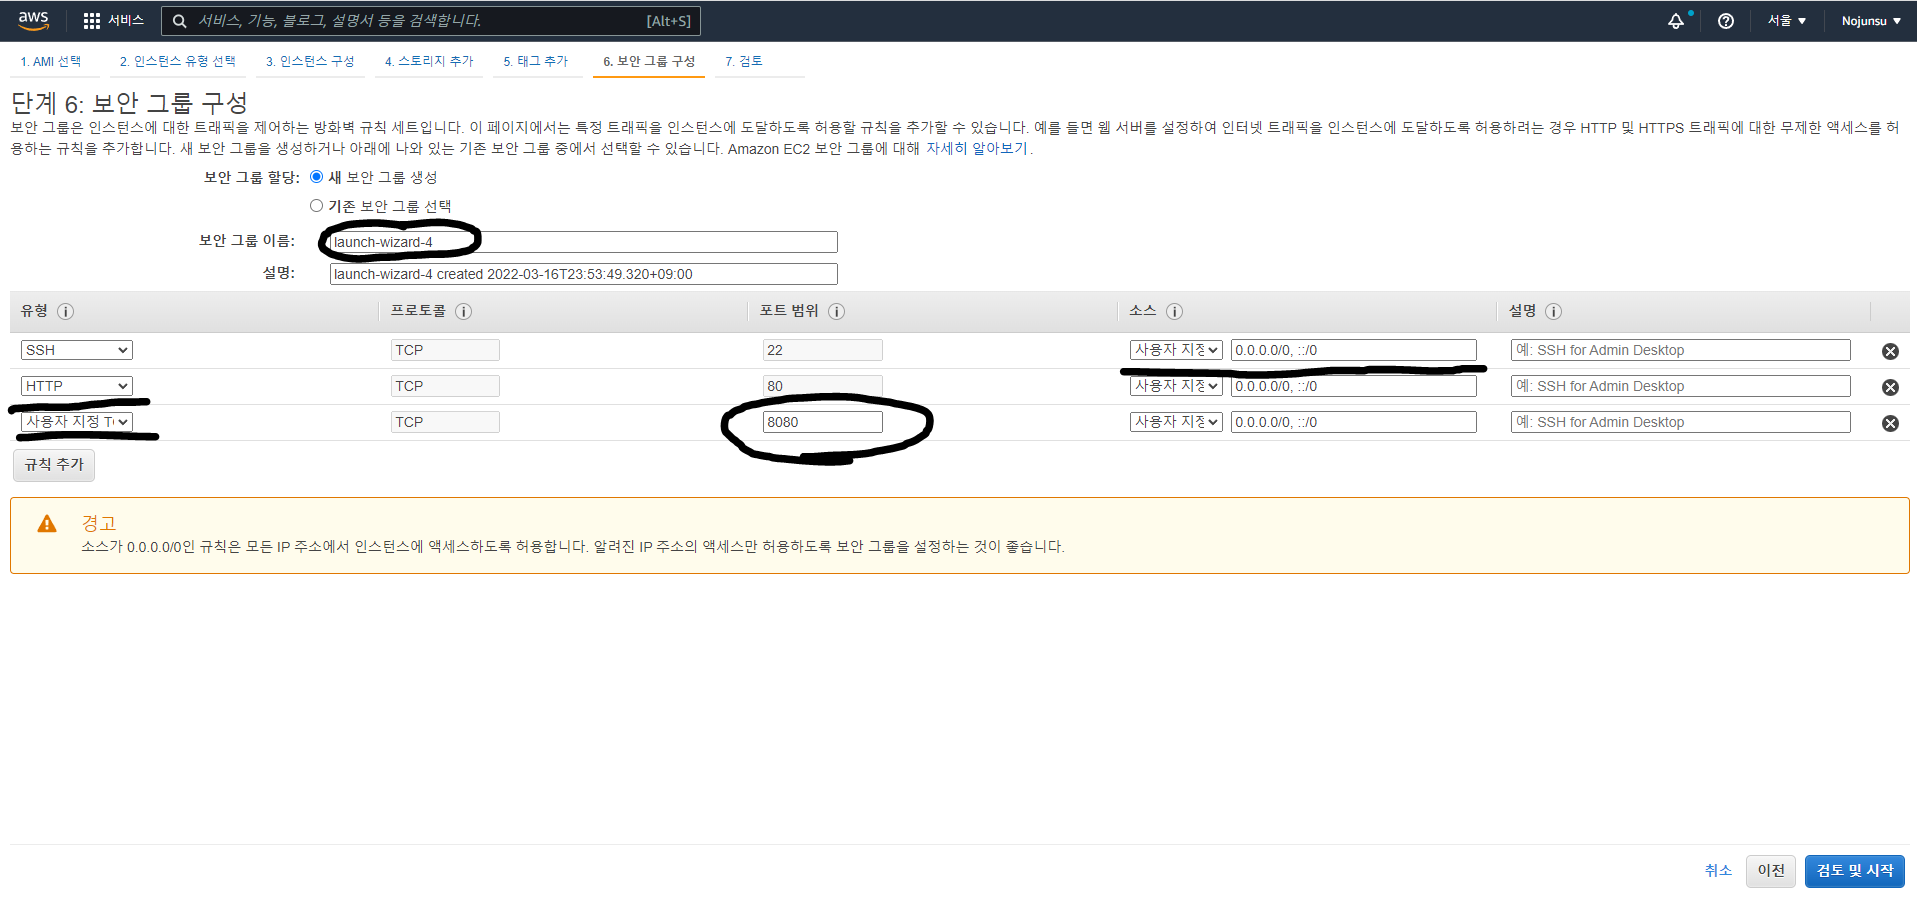 aws 서비스 서비스, 기능, 블로그, 설명서 등을 검색합니다. [Alt+S] 서울 Nojunsu
1. AMI 선택 2. 인스턴스 유형 선택 3. 인스턴스 구성 4. 스토리지 추가 5. 태그 추가 6. 보안 그룹 구성 7. 검토
단계 6: 보안 그룹 구성
보안 그룹은 인스턴스에 대한 트래픽을 제어하는 방화벽 규칙 세트입니다. 이 페이지에서는 특정 트래픽을 인스턴스에 도달하도록 허용할 규칙을 추가할 수 있습니다. 예를 들면 웹 서버를 설정하여 인터넷 트래픽을 인스턴스에 도달하도록 허용하려는 경우 HTTP 및 HTTPS 트래픽에 대한 무제한 액세스를 허
용하는 규칙을 추가합니다. 새 보안 그룹을 생성하거나 아래에 나와 있는 기존 보안 그룹 중에서 선택할 수 있습니다. Amazon EC2 보안 그룹에 대해 자세히 알아보기.
보안 그룹 할당: 새 보안 그룹 생성
기존 보안 그룹 선택
보안 그룹 이름: launch-wizard-4
설명: launch-wizard-4 created 2022-03-16T23:53:49.320+09:00
유형 프로토콜 포트 범위 소스 설명
SSH TCP 22 사용자 지정 0.0.0.0/0, ::/0 예: SSH for Admin Desktop
HTTP TCP 80 사용자 지정 0.0.0.0/0, ::/0 예: SSH for Admin Desktop
사용자 지정 T TCP 8080 사용자 지정 0.0.0.0/0, ::/0 예: SSH for Admin Desktop
규칙 추가
경고
소스가 0.0.0.0/0인 규칙은 모든 IP 주소에서 인스턴스에 액세스하도록 허용합니다. 알려진 IP 주소의 액세스만 허용하도록 보안 그룹을 설정하는 것이 좋습니다.
취소 이전 검토 및 시작